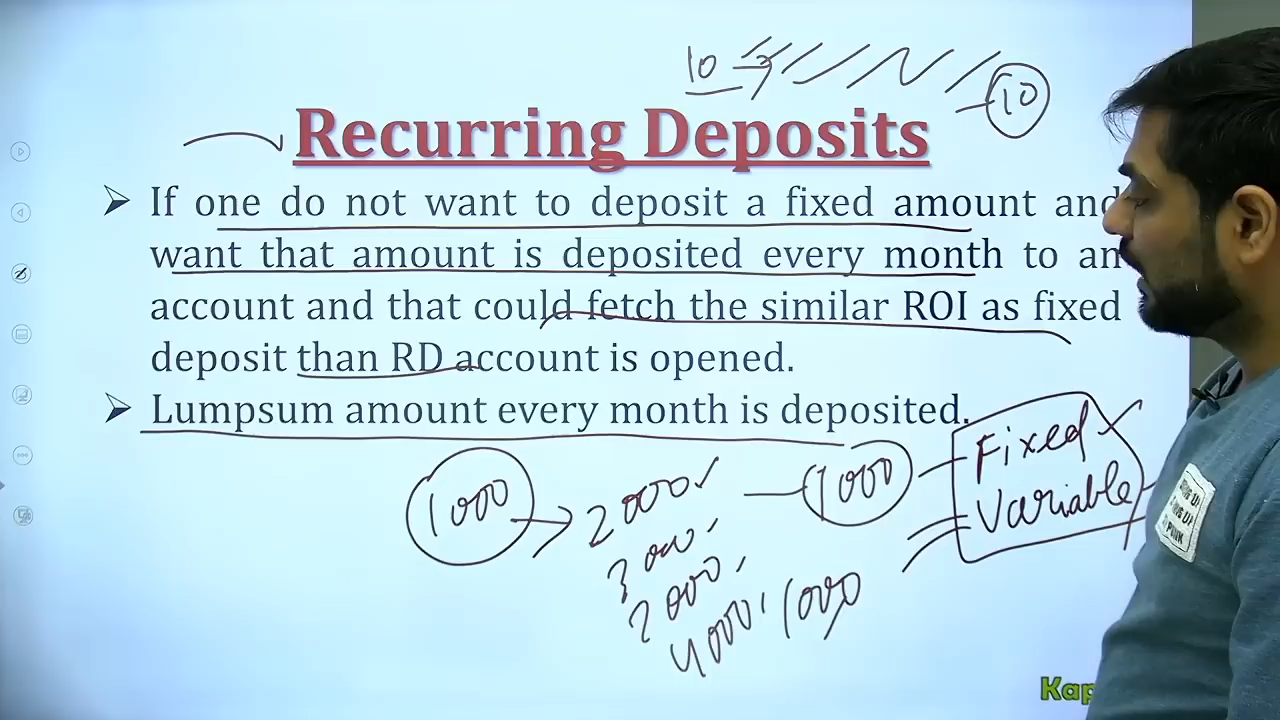 10 10
Recurring Deposits
➢ If one do not want to deposit a fixed amount and
want that amount is deposited every month to an
account and that could fetch the similar ROI as fixed
deposit than RD account is opened.
➢ Lumpsum amount every month is deposited.
Fixed
Variable
1000
1000
2000
3000
2000
4000 1000
Kap